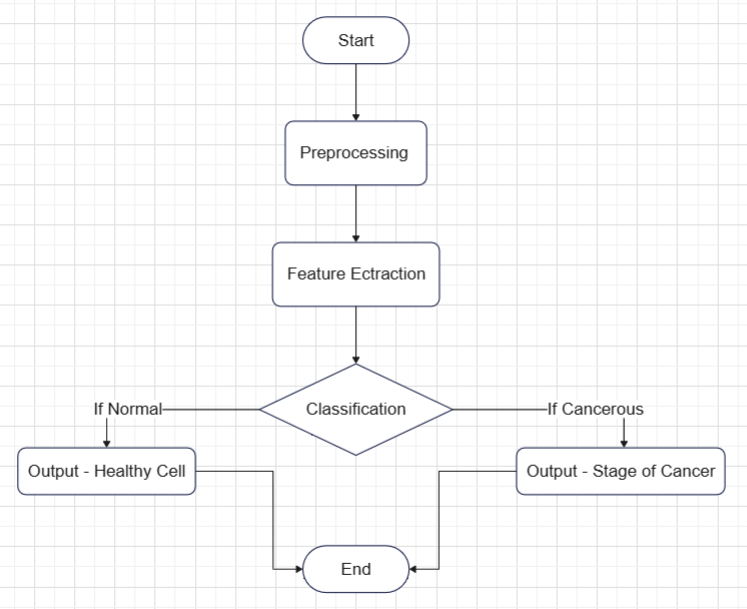 Start
Preprocessing
Feature Ectraction
Classification
If Normal
If Cancerous
Output - Healthy Cell
Output - Stage of Cancer
End